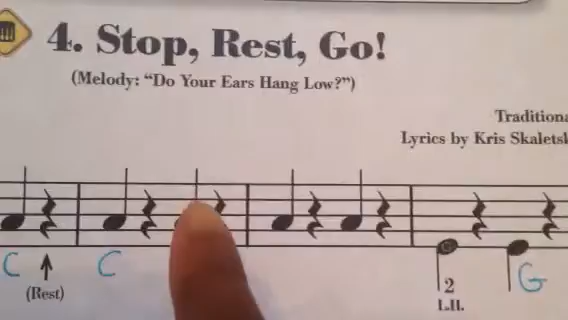 4. Stop, Rest, Go!
(Melody: “Do Your Ears Hang Low?”)
Traditiona
Lyrics by Kris Skaletsk
C
C
G
(Rest)
2
L.H.